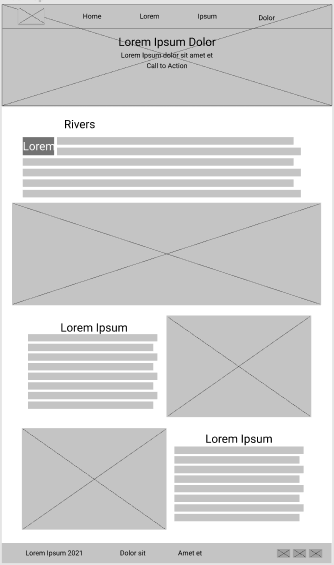 Home Lorem Ipsum Dolor
Lorem Ipsum Dolor
Lorem Ipsum dolor sit amet et
Call to Action
Rivers
Lorem
Lorem Ipsum
Lorem Ipsum
Lorem Ipsum 2021 Dolor sit Amet et